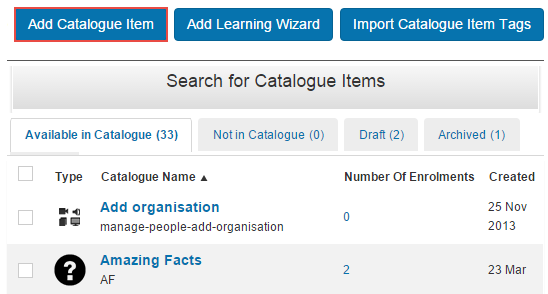 Add Catalogue Item Add Learning Wizard Import Catalogue Item Tags
Search for Catalogue Items
Available in Catalogue (33) Not in Catalogue (0) Draft (2) Archived (1)
Type Catalogue Name ▲ Number Of Enrolments Created
Add organisation 0 25 Nov
manage-people-add-organisation 2013
Amazing Facts 2 23 Mar
AF